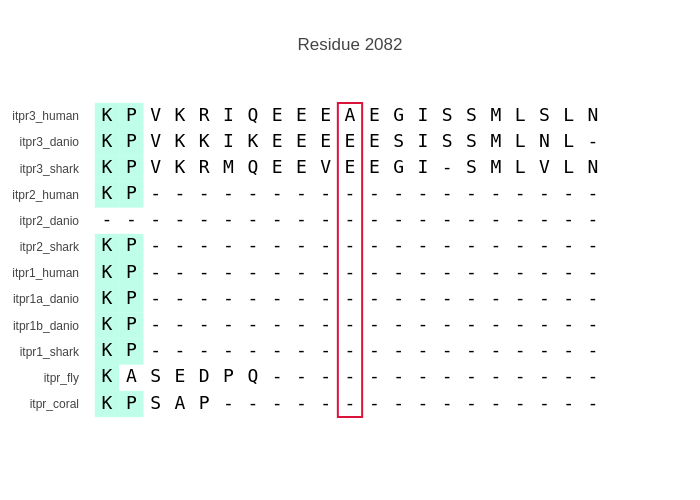 Residue 2082
itpr3_human K P V K R I Q E E E A E G I S S M L S L N
itpr3_danio K P V K K I K E E E E E S I S S M L N L -
itpr3_shark K P V K R M Q E E V E E G I - S M L V L N
itpr2_human K P - - - - - - - - - - - - - - - - - - -
itpr2_danio - - - - - - - - - - - - - - - - - - - - -
itpr2_shark K P - - - - - - - - - - - - - - - - - - -
itpr1_human K P - - - - - - - - - - - - - - - - - - -
itpr1a_danio K P - - - - - - - - - - - - - - - - - - -
itpr1b_danio K P - - - - - - - - - - - - - - - - - - -
itpr1_shark K P - - - - - - - - - - - - - - - - - - -
itpr_fly K A S E D P Q - - - - - - - - - - - - - -
itpr_coral K P S A P - - - - - - - - - - - - - - - -